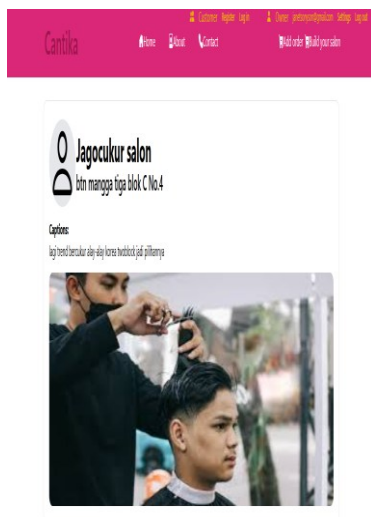 Customer Register Log in Owner janetsonyson@gmail.com Settings Log out
Cantika Home About Contact Add order Build your salon
Jagocukur salon
btn mangga tiga blok C No.4
Captions:
lagi trend bercukur alay-alay korea twoblock jadi pilihannya